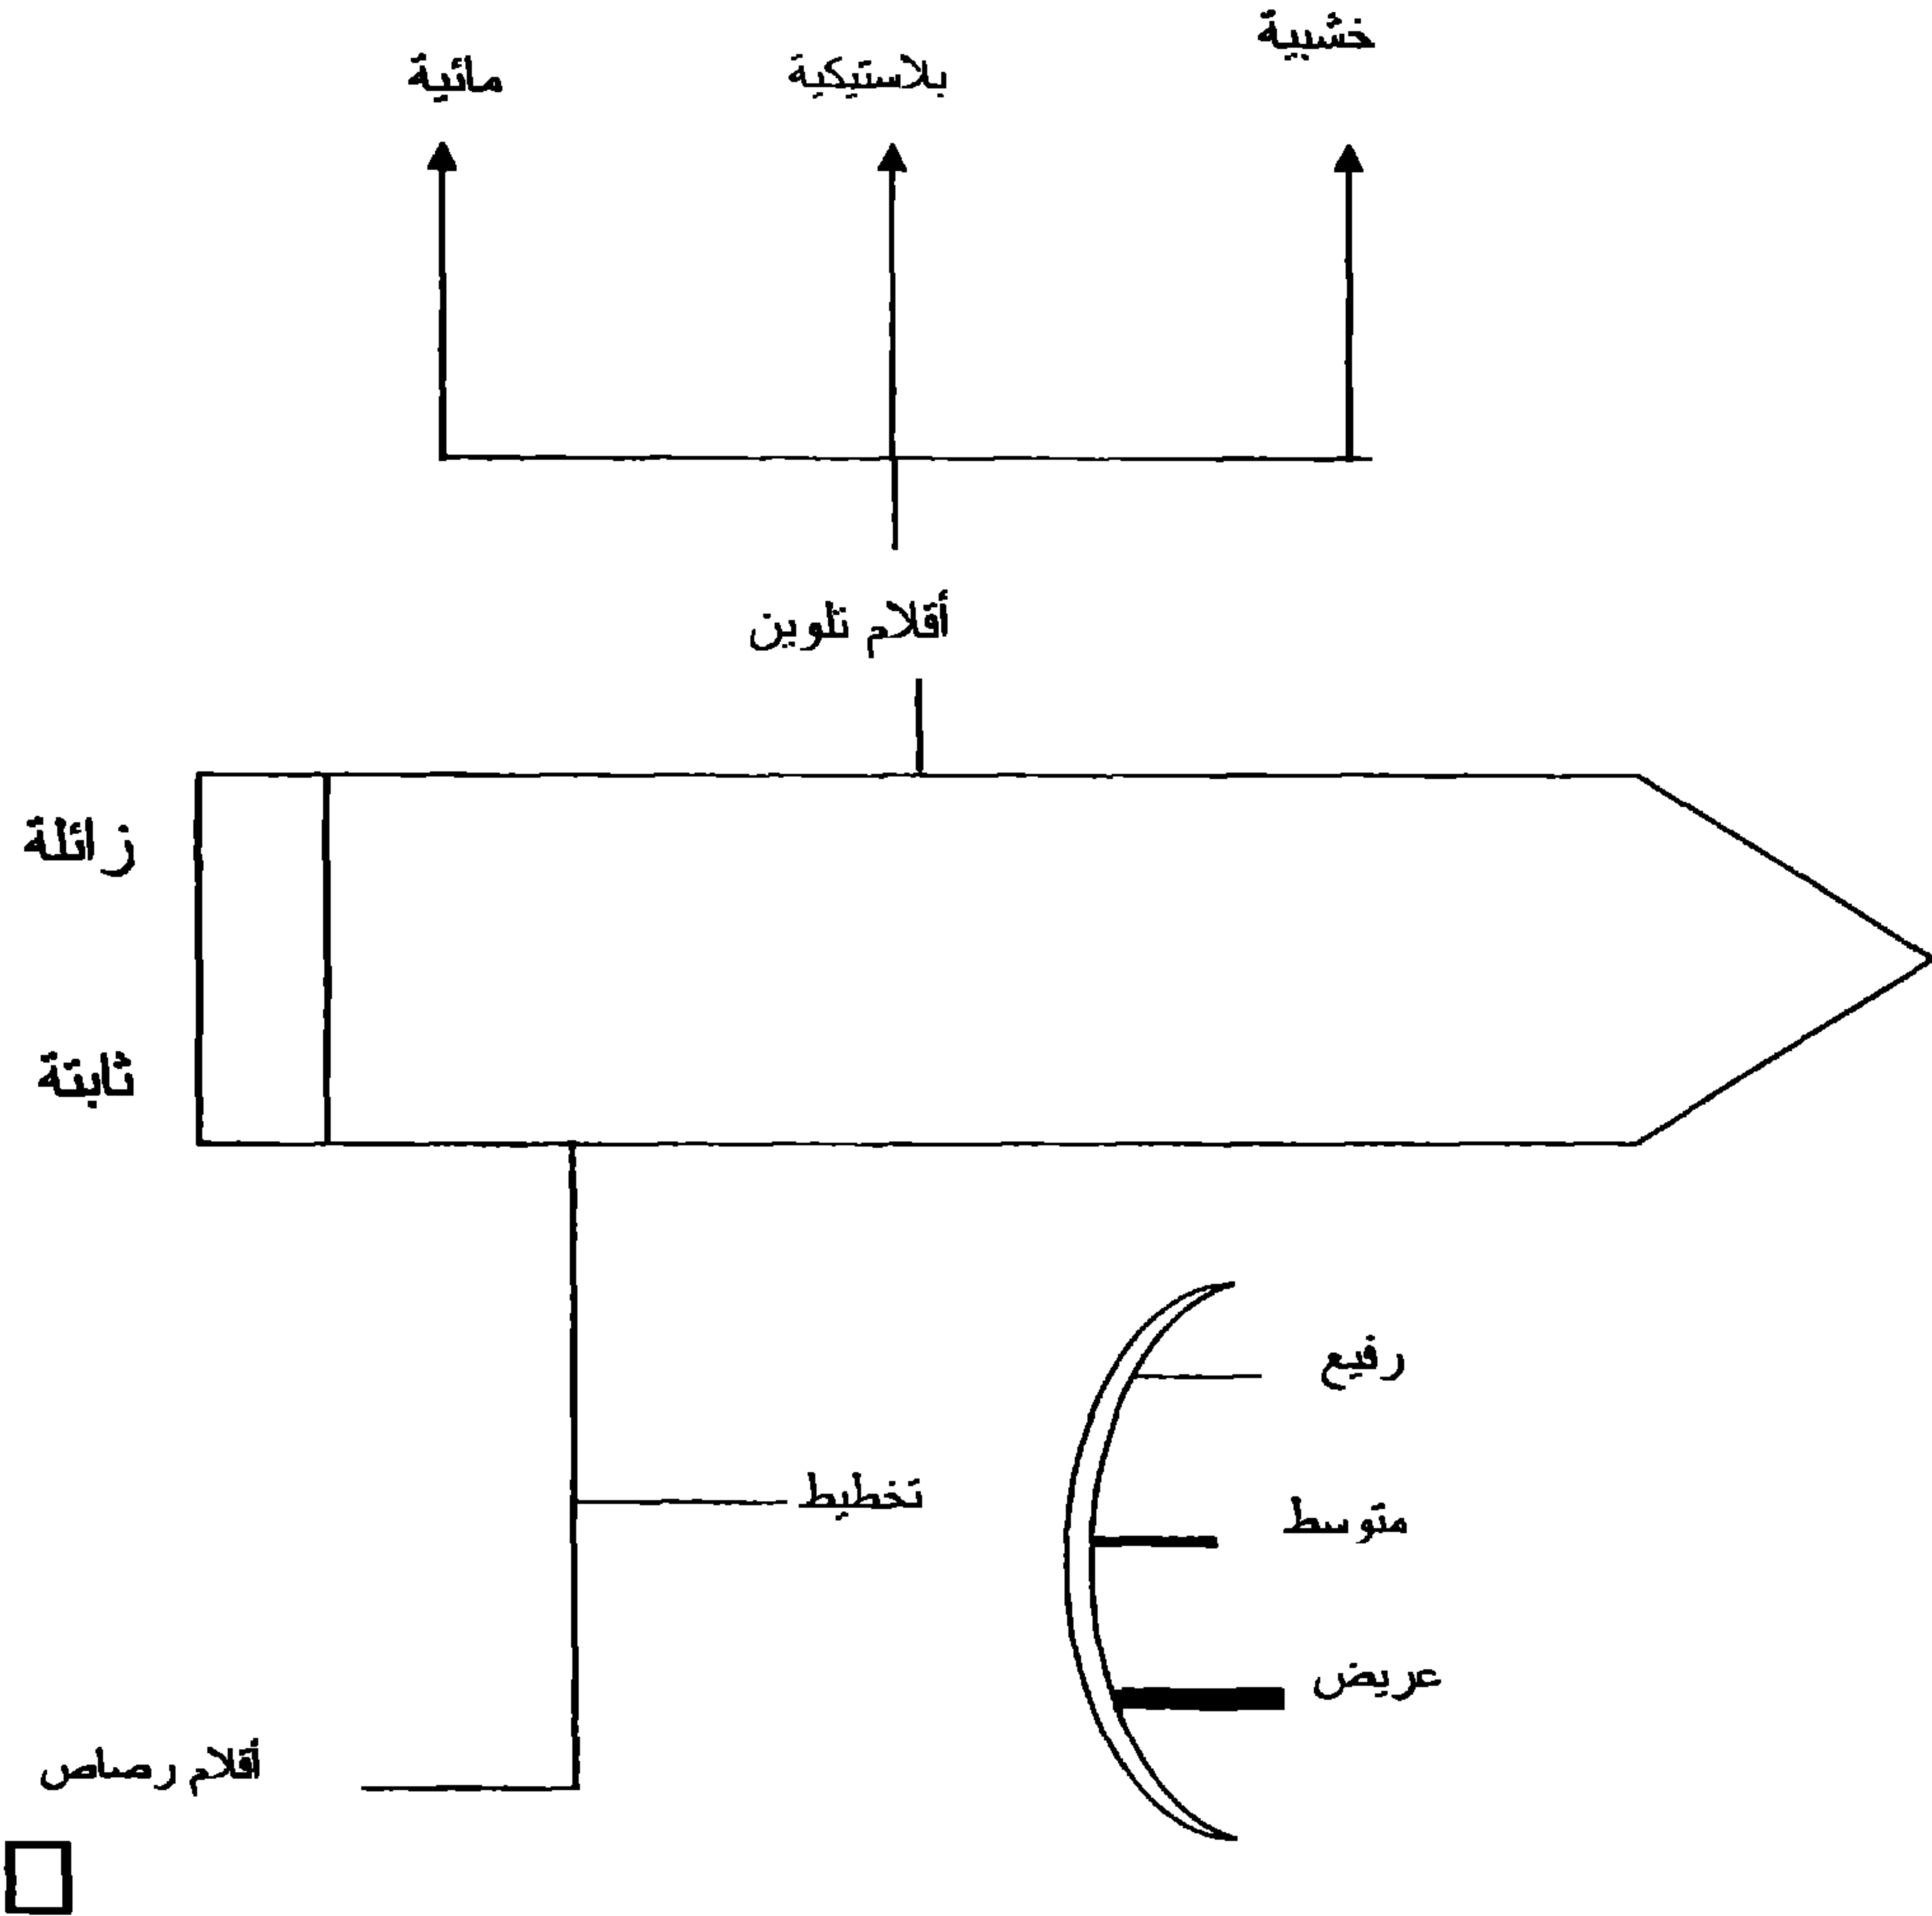 خشبية
بلاستيكية
مائية
أقلام تلوين
زائلة
ثابتة
رفيع
تخطيط
متوسط
عريض
أقلام رصاص